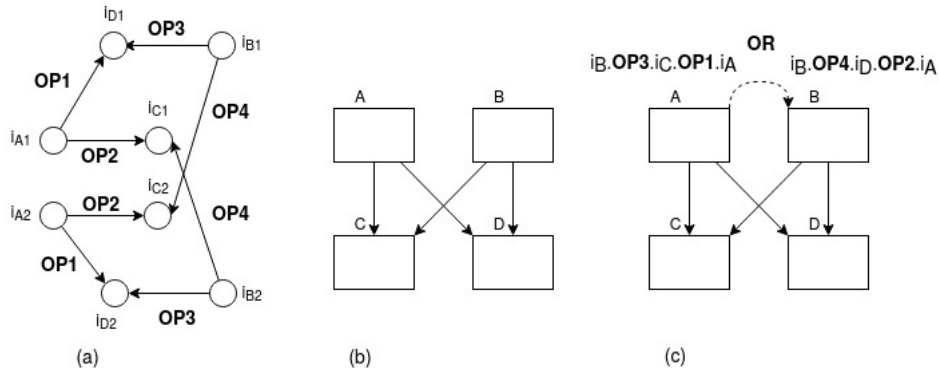 iD1
OP3
iB1
OP1
iC1
OP4
iA1
OP2
iC2
iA2
OP2
OP4
OP1
iB2
OP3
iD2
(a)
A
B
C
D
(b)
OR
iB.OP3.iC.OP1.iA
iB.OP4.iD.OP2.iA
A
B
C
D
(c)